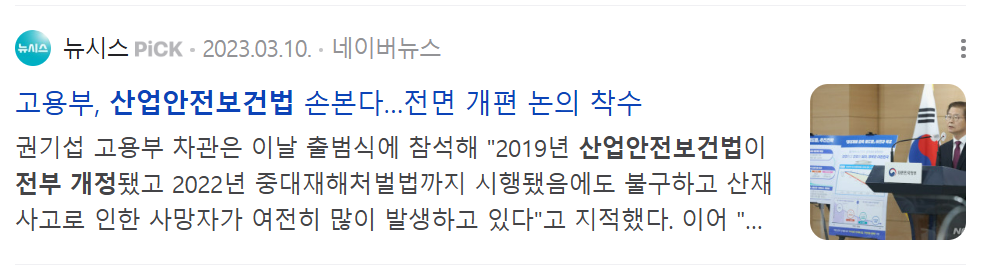 뉴시스 뉴시스 PiCK · 2023.03.10. · 네이버뉴스
고용부, 산업안전보건법 손본다...전면 개편 논의 착수
권기섭 고용부 차관은 이날 출범식에 참석해 "2019년 산업안전보건법이
전부 개정됐고 2022년 중대재해처벌법까지 시행됐음에도 불구하고 산재
사고로 인한 사망자가 여전히 많이 발생하고 있다"고 지적했다. 이어 "...